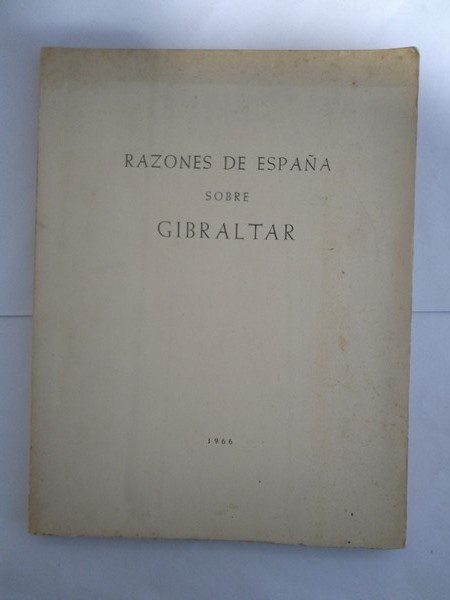 RAZONES DE ESPAÑA
SOBRE
GIBRALTAR
1966